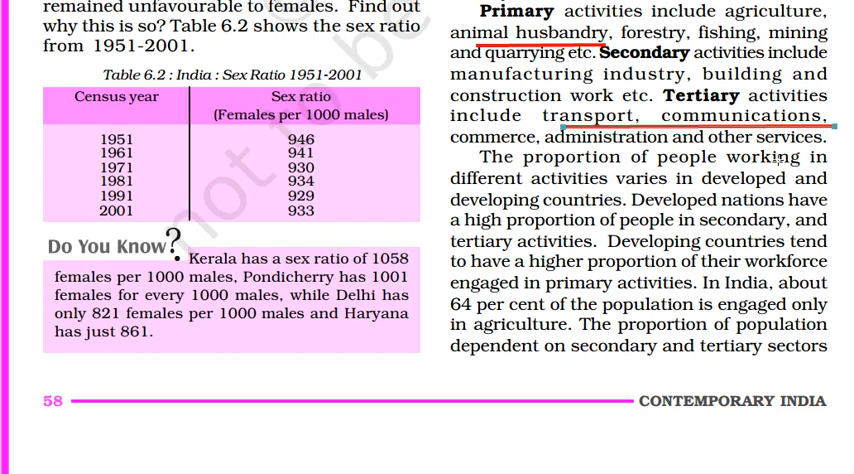 remained unfavourable to females. Find out
why this is so? Table 6.2 shows the sex ratio
from 1951-2001.
Table 6.2 : India : Sex Ratio 1951-2001
Census year Sex ratio
(Females per 1000 males)
1951 946
1961 941
1971 930
1981 934
1991 929
2001 933
Do You Know?
Kerala has a sex ratio of 1058
females per 1000 males, Pondicherry has 1001
females for every 1000 males, while Delhi has
only 821 females per 1000 males and Haryana
has just 861.
Primary activities include agriculture,
animal husbandry, forestry, fishing, mining
and quarrying etc. Secondary activities include
manufacturing industry, building and
construction work etc. Tertiary activities
include transport, communications,
commerce, administration and other services.
The proportion of people working in
different activities varies in developed and
developing countries. Developed nations have
a high proportion of people in secondary, and
tertiary activities. Developing countries tend
to have a higher proportion of their workforce
engaged in primary activities. In India, about
64 per cent of the population is engaged only
in agriculture. The proportion of population
dependent on secondary and tertiary sectors
58 CONTEMPORARY INDIA
not to be